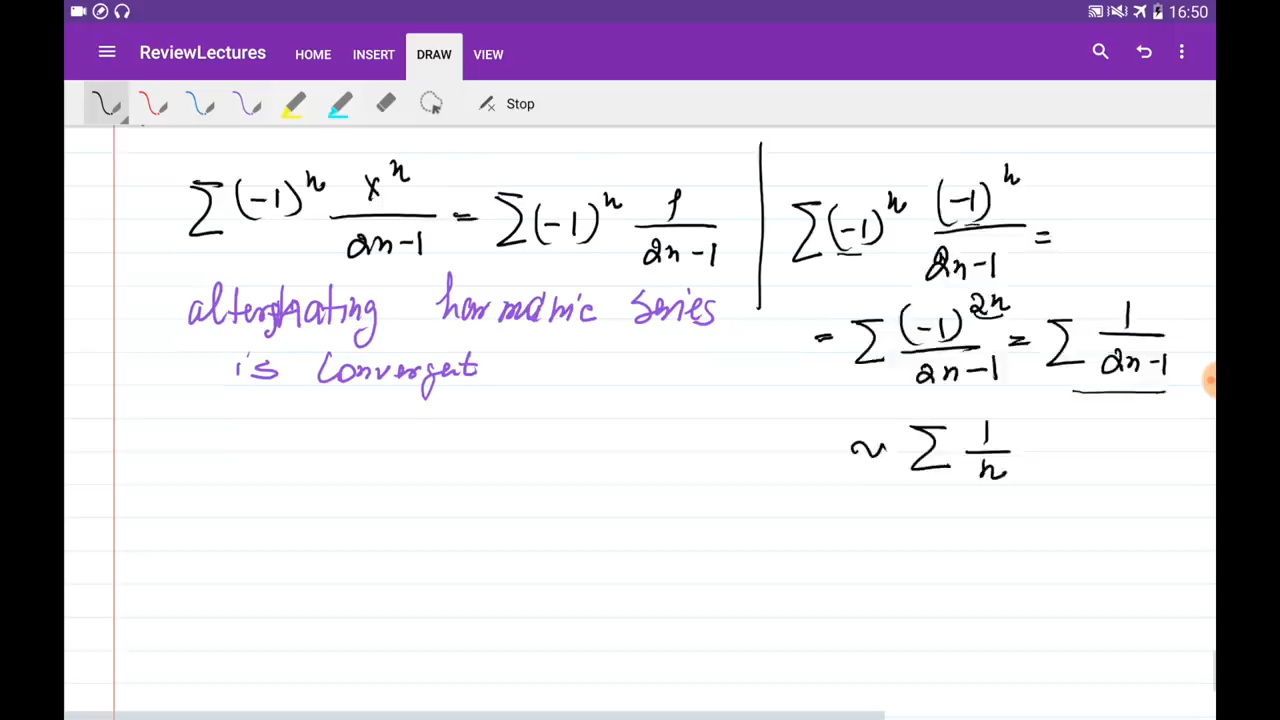 16:50
ReviewLectures HOME INSERT DRAW VIEW
Stop
∑ (-1)^n x^n / 2n-1 = ∑ (-1)^n 1 / 2n-1
alternating harmonic series
is convergent
∑ (-1)^n (-1)^n / 2n-1 =
= ∑ (-1)^2n / 2n-1 = ∑ 1 / 2n-1
~ ∑ 1 / n